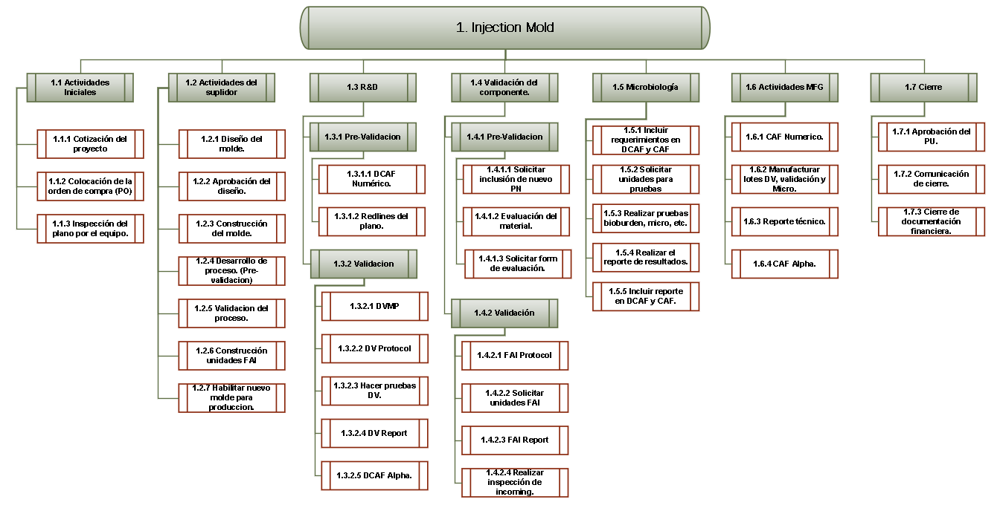 1. Injection Mold
1.1 Actividades
Iniciales
1.1.1 Cotización del
proyecto
1.1.2 Colocación de la
orden de compra (PO)
1.1.3 Inspección del
plano por el equipo.
1.2 Actividades del
suplidor
1.2.1 Diseño del
molde.
1.2.2 Aprobación del
diseño.
1.2.3 Construcción
del molde.
1.2.4 Desarrollo de
proceso. (Pre-
validacion)
1.2.5 Validacion del
proceso.
1.2.6 Construcción
unidades FAI
1.2.7 Habilitar nuevo
molde para
produccion.
1.3 R&D
1.3.1 Pre-Validacion
1.3.1.1 DCAF
Numérico.
1.3.1.2 Redlines del
plano.
1.3.2 Validacion
1.3.2.1 DVMP
1.3.2.2 DV Protocol
1.3.2.3 Hacer pruebas
DV.
1.3.2.4 DV Report
1.3.2.5 DCAF Alpha.
1.4 Validación del
componente.
1.4.1 Pre-Validacion
1.4.1.1 Solicitar
inclusión de nuevo
PN
1.4.1.2 Evaluación del
material.
1.4.1.3 Solicitar form
de evaluación.
1.4.2 Validación
1.4.2.1 FAI Protocol
1.4.2.2 Solicitar
unidades FAI
1.4.2.3 FAI Report
1.4.2.4 Realizar
inspección de
incoming.
1.5 Microbiología
1.5.1 Incluir
requerimientos en
DCAF y CAF
1.5.2 Solicitar
unidades para
pruebas
1.5.3 Realizar pruebas
bioburden, micro, etc.
1.5.4 Realizar el
reporte de resultados.
1.5.5 Incluir reporte
en DCAF y CAF.
1.6 Actividades MFG
1.6.1 CAF Numerico.
1.6.2 Manufacturar
lotes DV, validación y
Micro.
1.6.3 Reporte técnico.
1.6.4 CAF Alpha.
1.7 Cierre
1.7.1 Aprobación del
PU.
1.7.2 Comunicación
de cierre.
1.7.3 Cierre de
documentación
financiera.